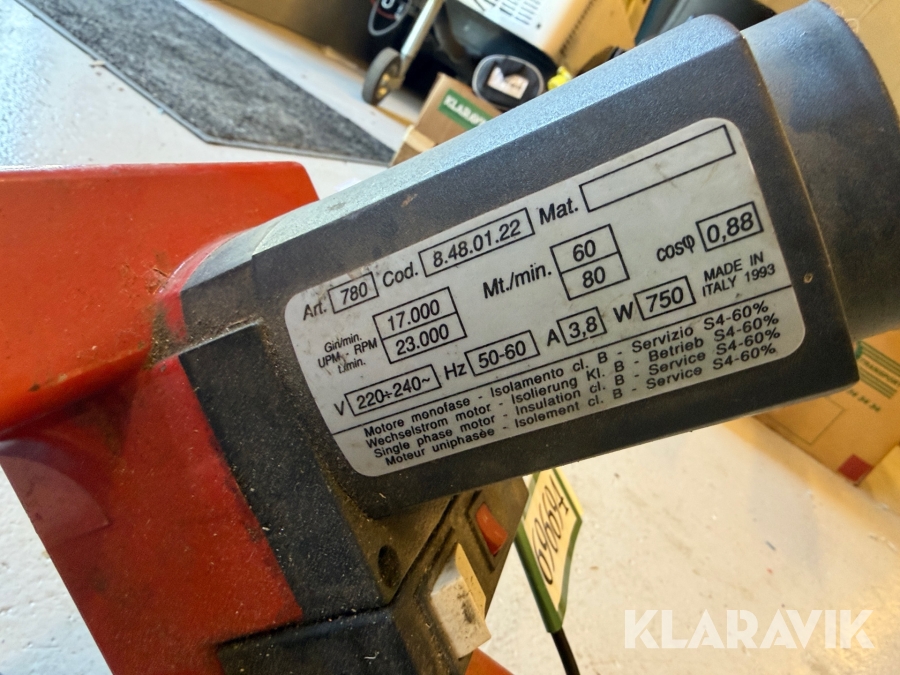 KLARAVIK
Art. 780 Cod. 8.48.01.22 Mat.
Giri/min.
UPM - RPM
t/min.
17.000
23.000
Mt./min. 60
80
cosφ 0,88
V 220÷240~ Hz 50-60 A 3,8 W 750 MADE IN
ITALY 1993
Motore monofase - Isolamento cl. B - Servizio S4-60%
Wechselstrom motor - Isolierung Kl. B - Betrieb S4-60%
Single phase motor - Insulation cl. B - Service S4-60%
Moteur uniphasée - Isolement cl. B - Service S4-60%
KLARAVIK